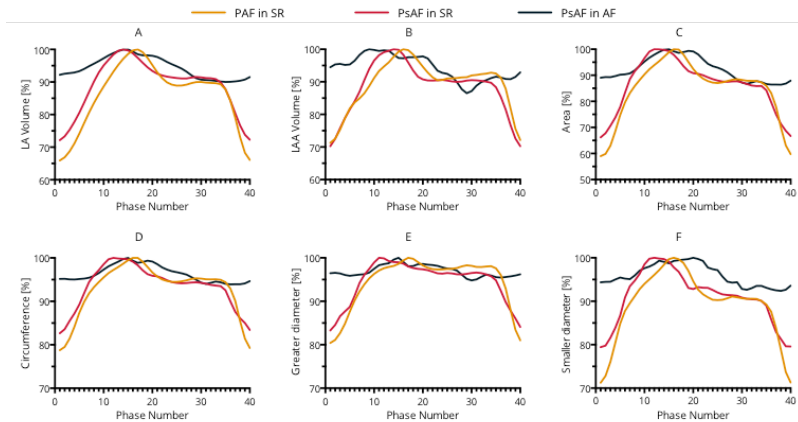 PAF in SR PsAF in SR PsAF in AF
A B C
LA Volume [%] LAA Volume [%] Area [%]
100 90 80 70 60
100 90 80 70 60
100 90 80 70 60 50
0 10 20 30 40
0 10 20 30 40
0 10 20 30 40
Phase Number Phase Number Phase Number
D E F
Circumference [%] Greater diameter [%] Smaller diameter [%]
100 90 80 70
100 90 80 70
100 90 80 70
0 10 20 30 40
0 10 20 30 40
0 10 20 30 40
Phase Number Phase Number Phase Number